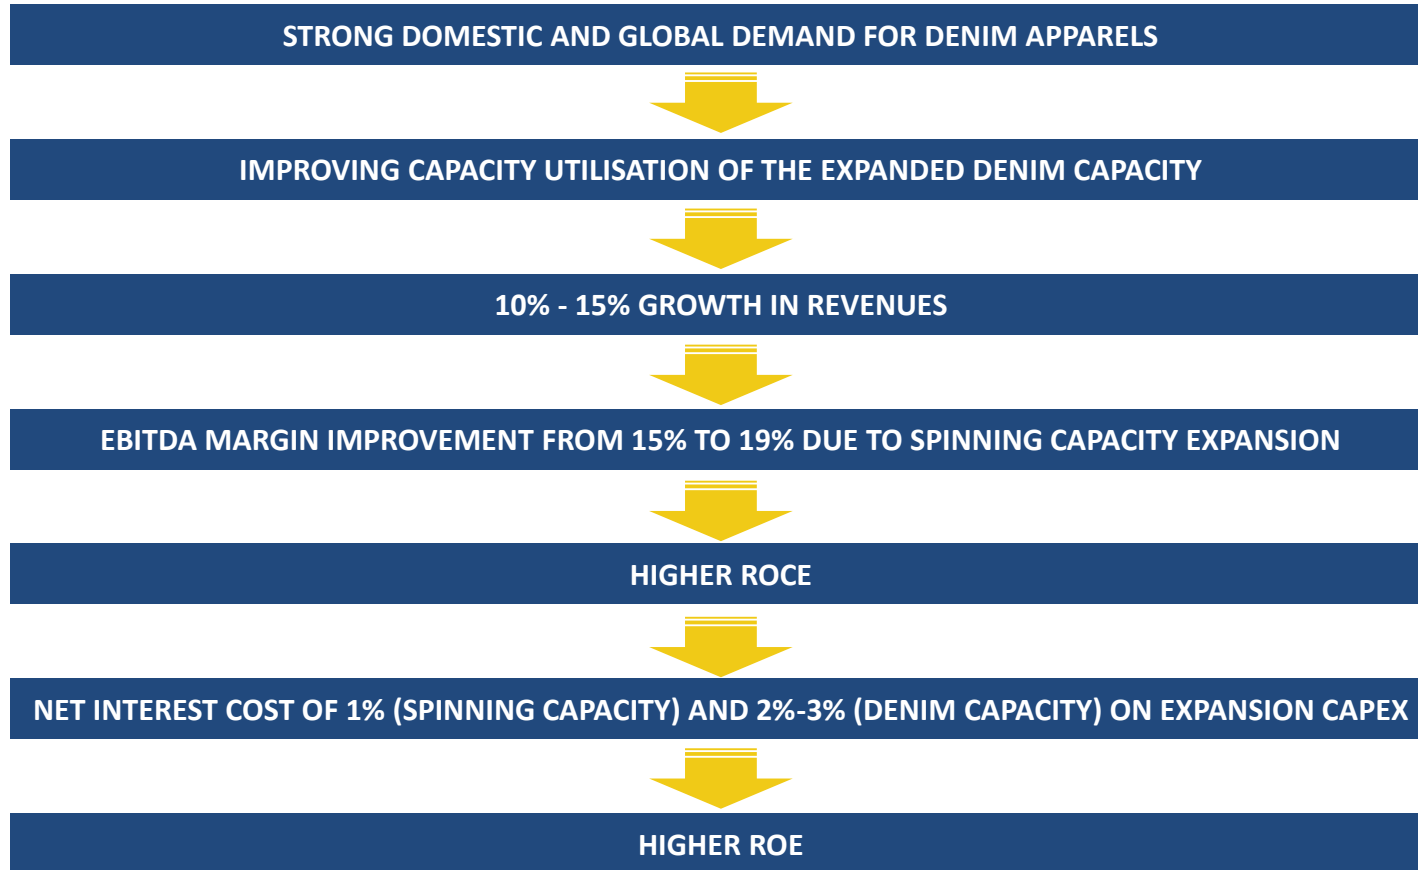 STRONG DOMESTIC AND GLOBAL DEMAND FOR DENIM APPARELS
IMPROVING CAPACITY UTILISATION OF THE EXPANDED DENIM CAPACITY
10% - 15% GROWTH IN REVENUES
EBITDA MARGIN IMPROVEMENT FROM 15% TO 19% DUE TO SPINNING CAPACITY EXPANSION
HIGHER ROCE
NET INTEREST COST OF 1% (SPINNING CAPACITY) AND 2%-3% (DENIM CAPACITY) ON EXPANSION CAPEX
HIGHER ROE